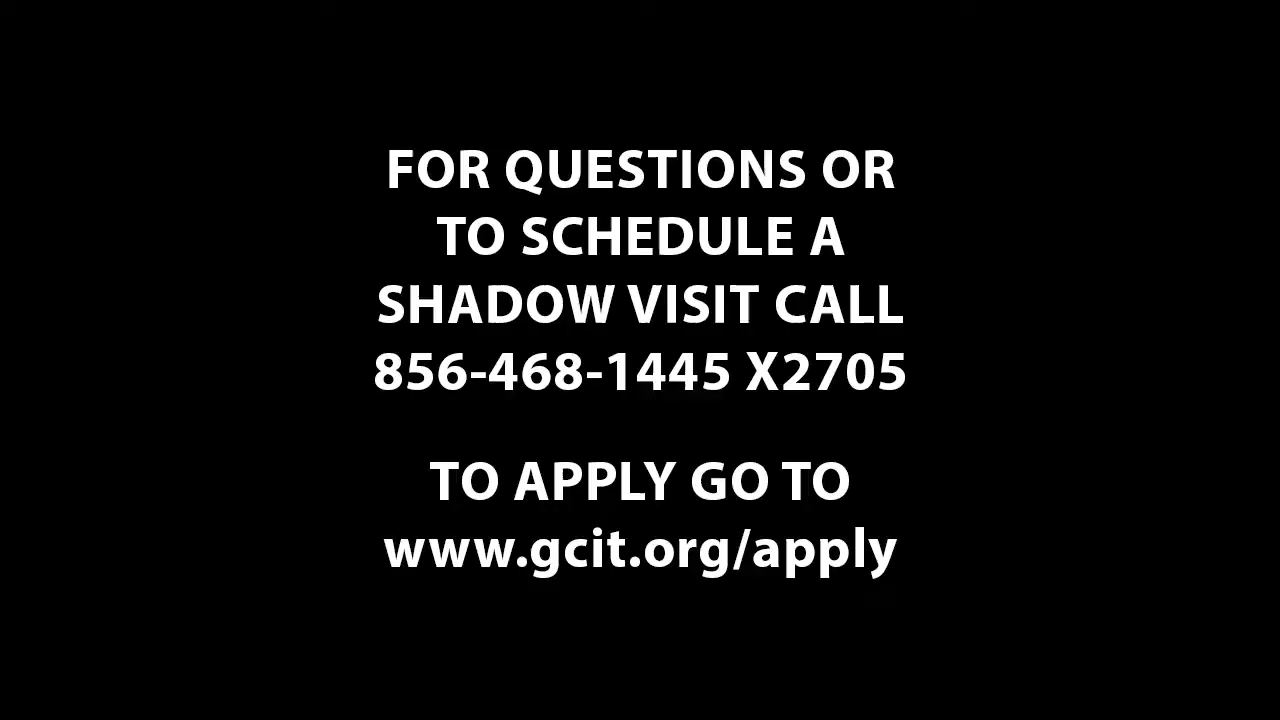 FOR QUESTIONS OR
TO SCHEDULE A
SHADOW VISIT CALL
856-468-1445 X2705
TO APPLY GO TO
www.gcit.org/apply